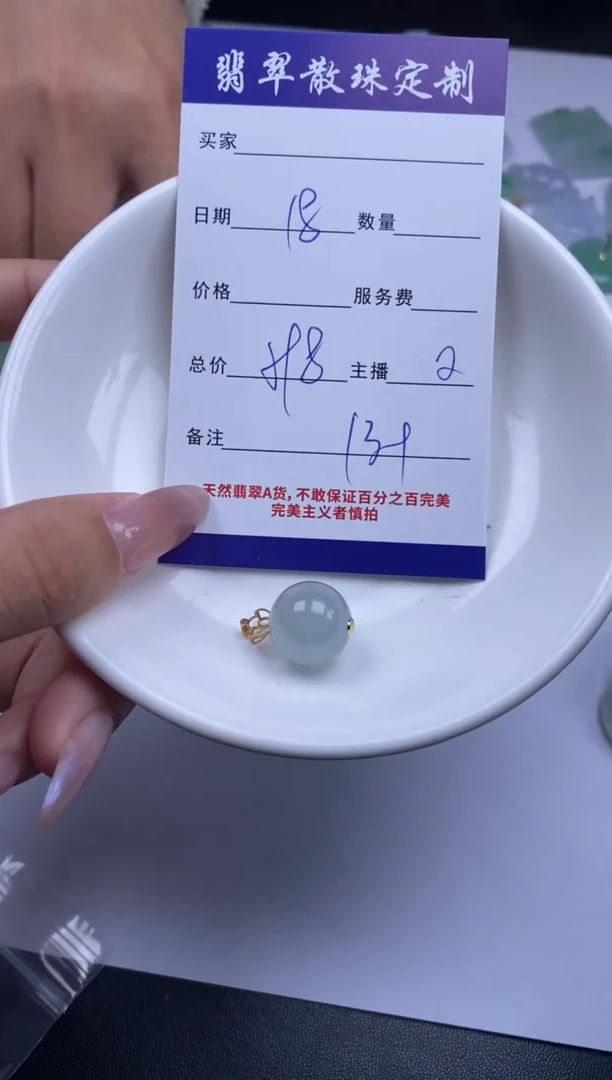 翡翠散珠定制
买家
日期 18 数量
价格 服务费
总价 主播 2
备注
天然翡翠A货，不敢保证百分之百完美
完美主义者慎拍